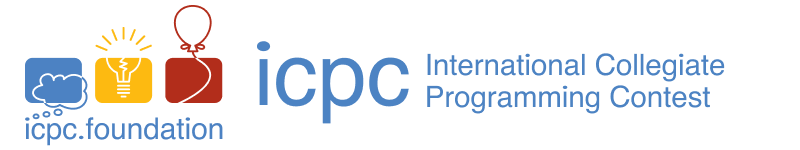 icpc.foundation
icpc
International Collegiate
Programming Contest